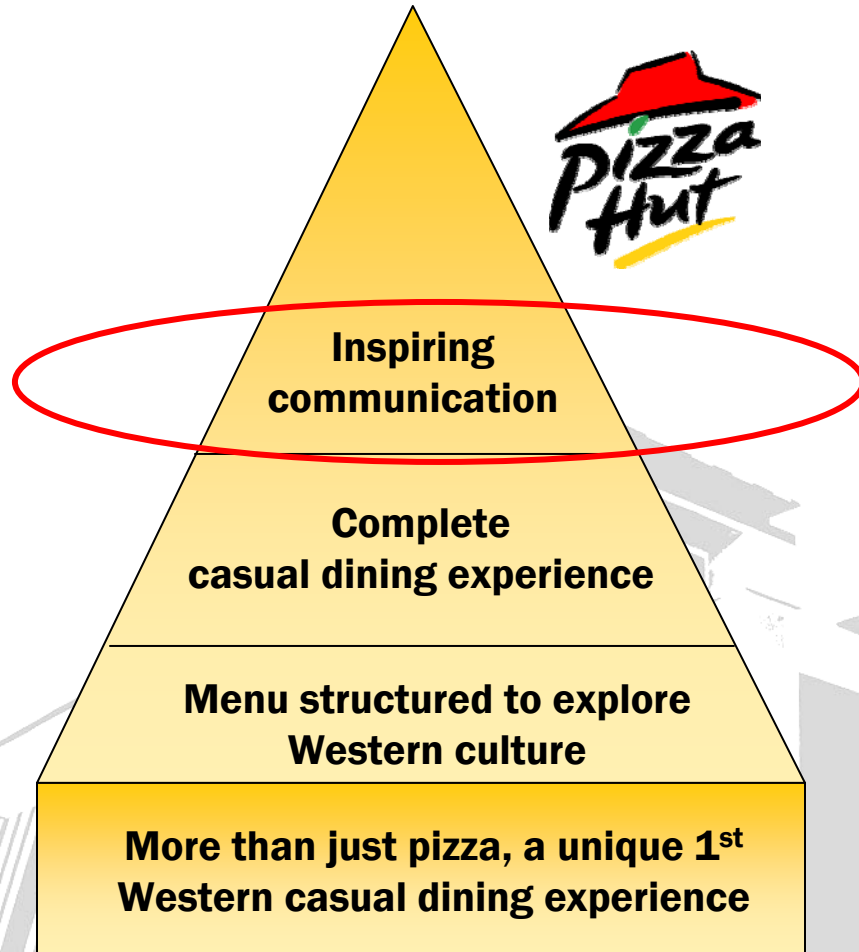 Pizza
Hut
Inspiring
communication
Complete
casual dining experience
Menu structured to explore
Western culture
More than just pizza, a unique 1st
Western casual dining experience